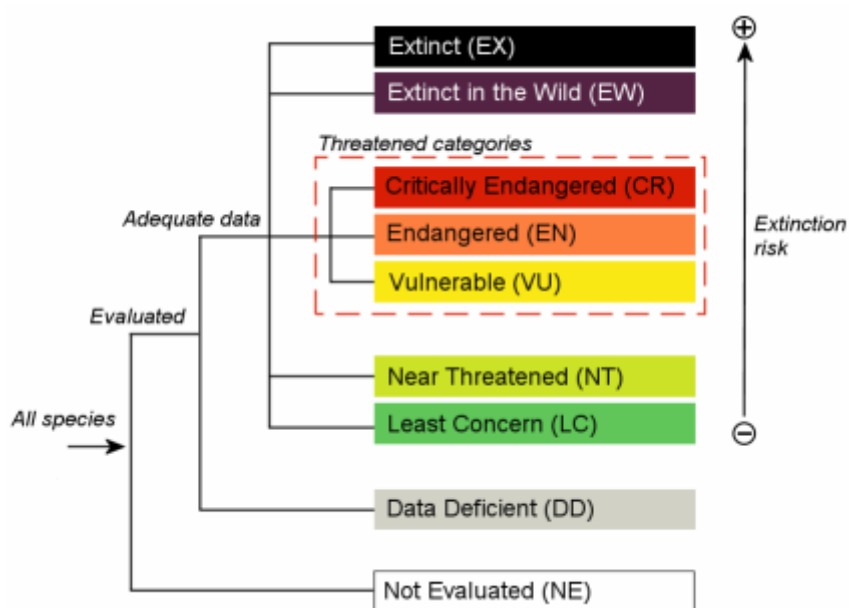 Extinct (EX)
Extinct in the Wild (EW)
Threatened categories
Critically Endangered (CR)
Adequate data
Endangered (EN)
Extinction
risk
Vulnerable (VU)
Evaluated
Near Threatened (NT)
All species
Least Concern (LC)
Data Deficient (DD)
Not Evaluated (NE)